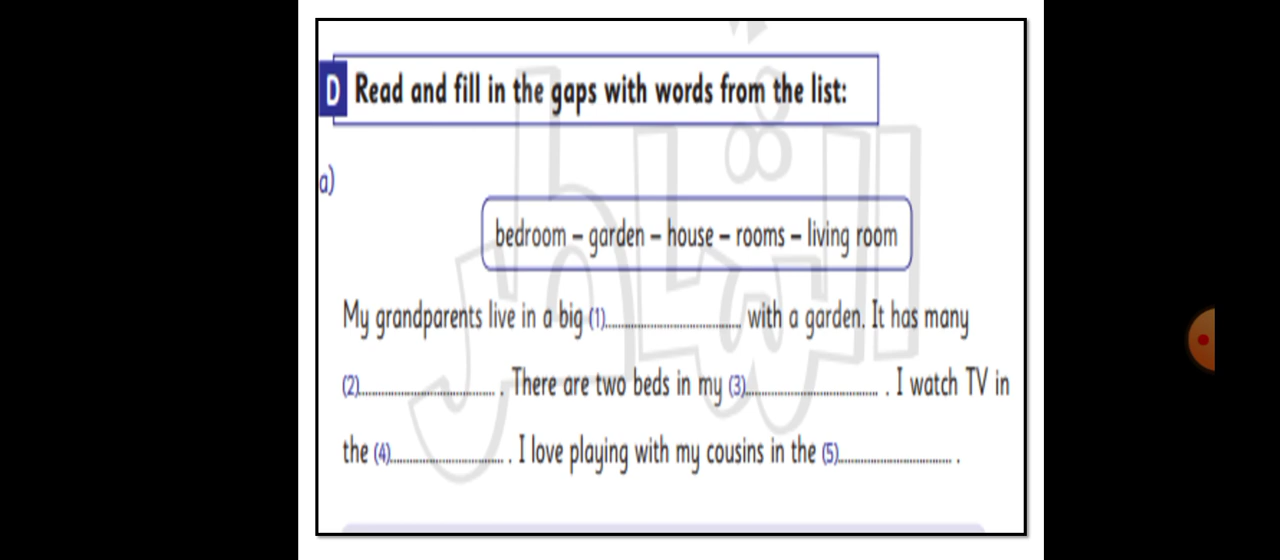 D Read and fill in the gaps with words from the list:
a)
bedroom – garden – house – rooms – living room
My grandparents live in a big (1)........................ with a garden. It has many
(2)........................ . There are two beds in my (3)........................ . I watch TV in
the (4)........................ . I love playing with my cousins in the (5)........................ .